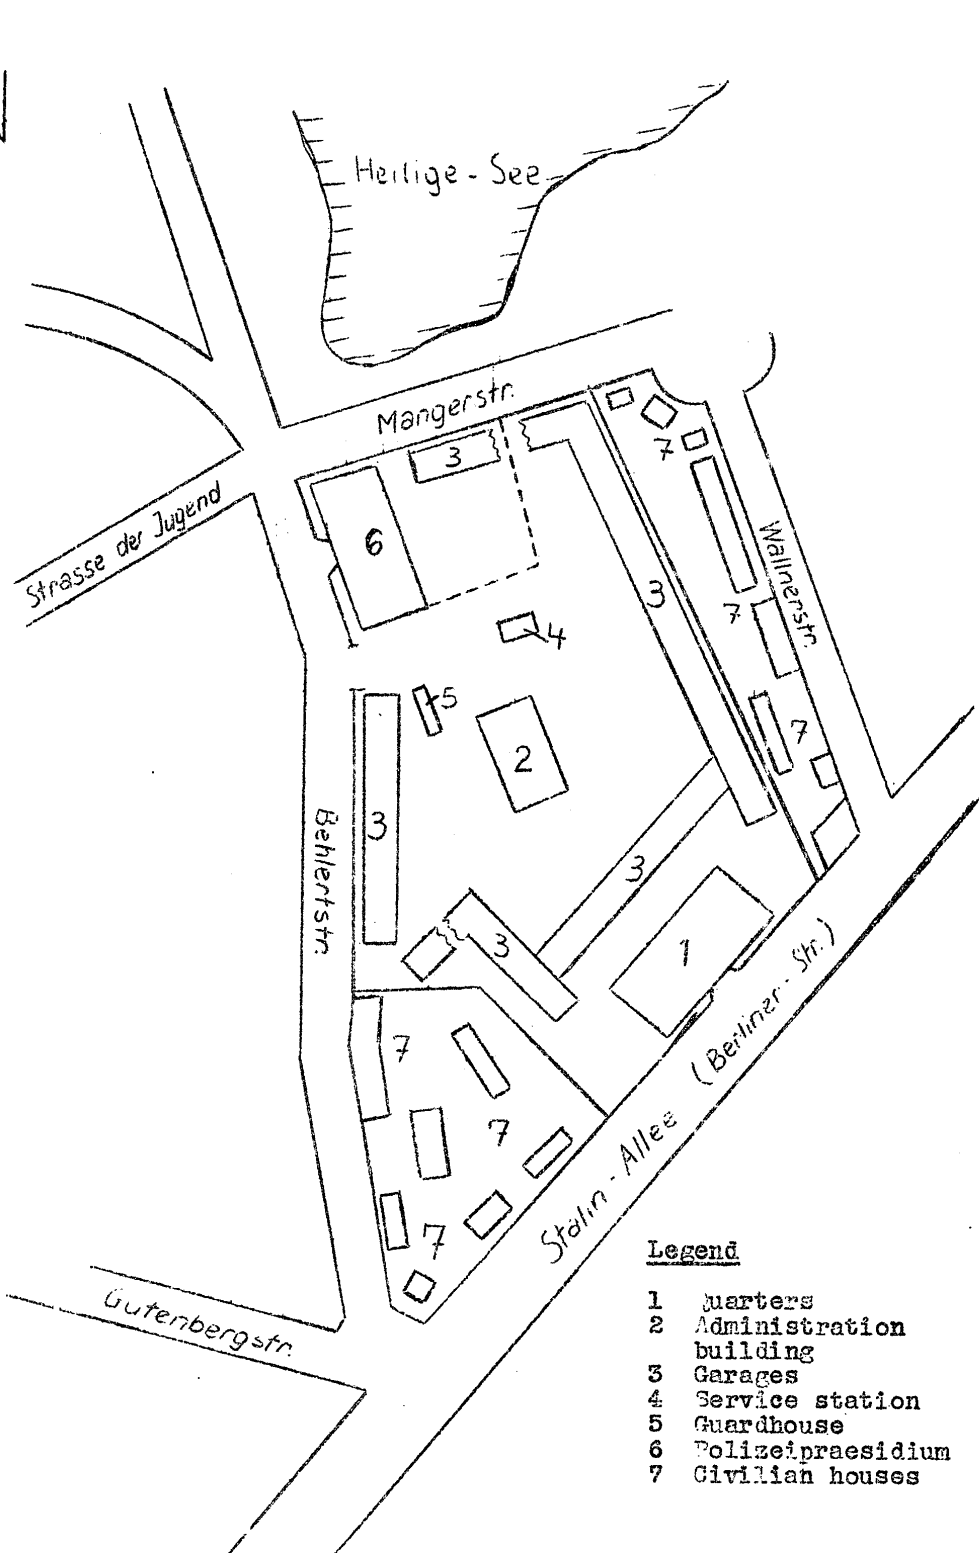 Heilige - See
Mangerstr.
Strasse der Jugend
3
7
6
Wallnerstr.
3
7
4
5
7
2
3
Behlertstr.
3
3
1
(Berliner - Str.)
7
7
Stalin - Allee
7
Gutenbergstr.
Legend
1 Quarters
2 Administration
building
3 Garages
4 Service station
5 Guardhouse
6 Polizeipraesidium
7 Civilian houses